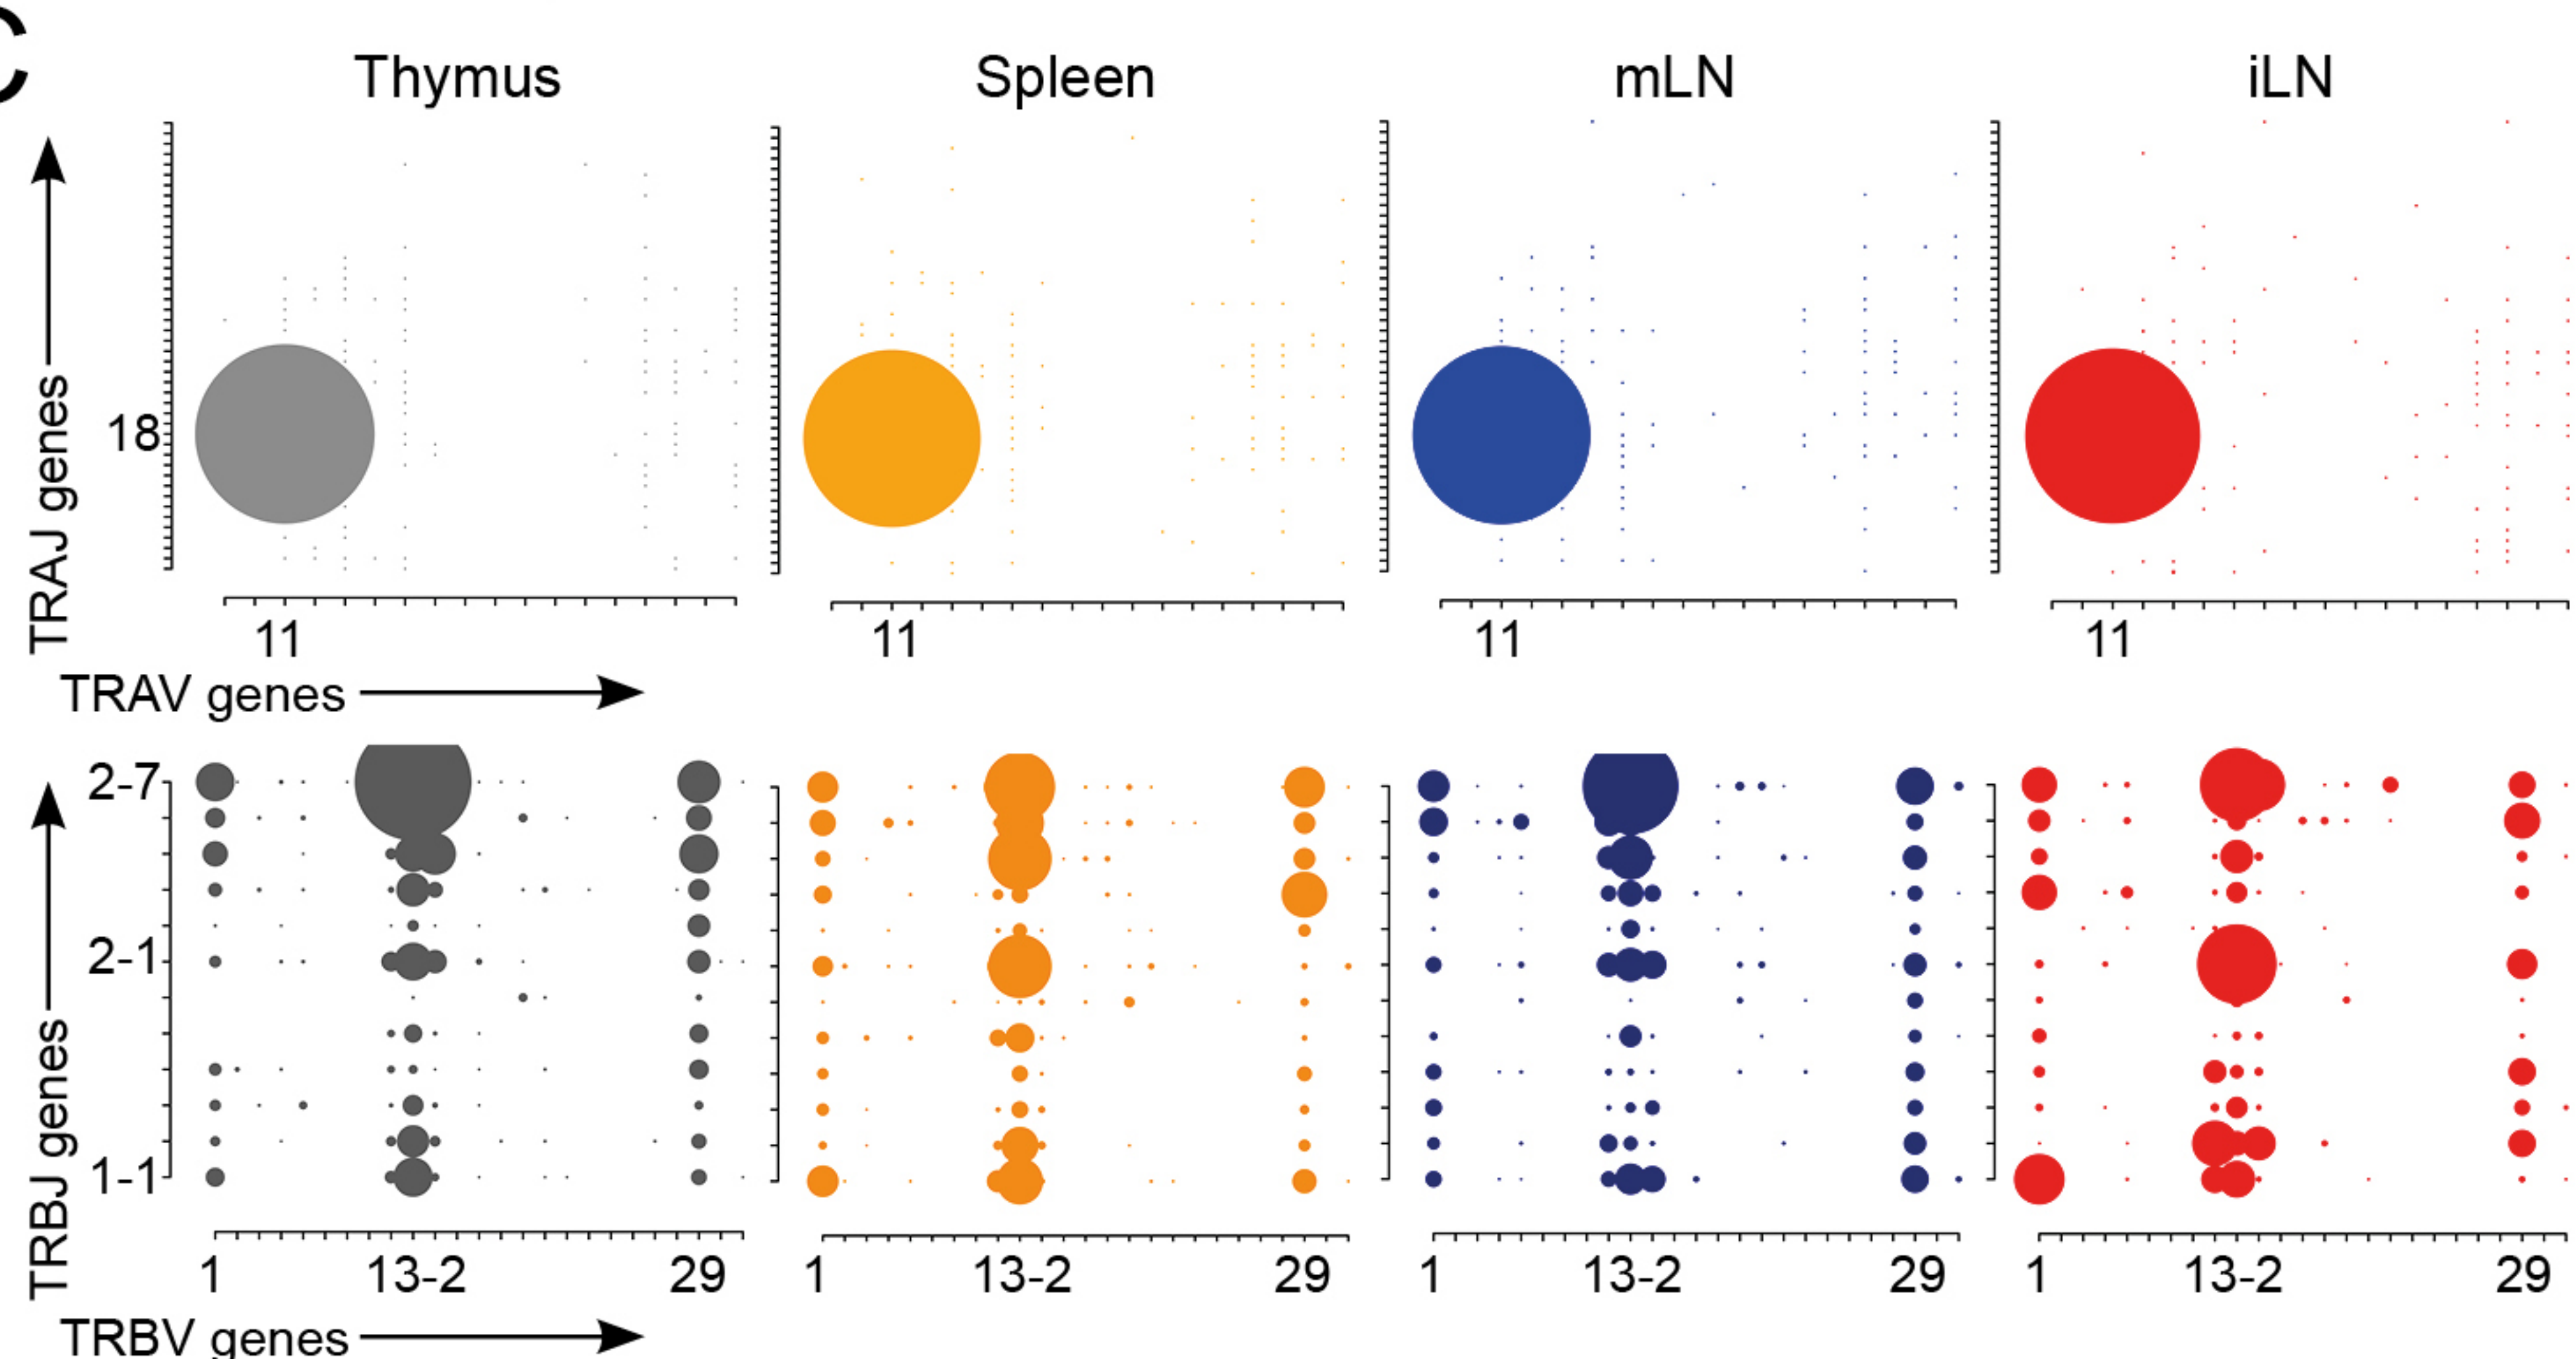 C
Thymus Spleen mLN iLN
TRAJ genes
18
11 11 11 11
TRAV genes
2-7
2-1
1-1
TRBJ genes
1 13-2 29 1 13-2 29 1 13-2 29 1 13-2 29
TRBV genes